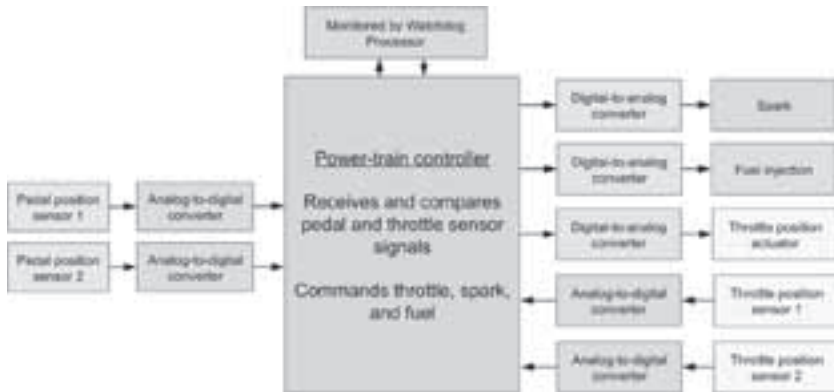 Monitored by Watchdog
Processor
Digital-to-analog
converter
Spark
Power-train controller
Digital-to-analog
converter
Fuel injection
Pedal position
sensor 1
Analog-to-digital
converter
Receives and compares
pedal and throttle sensor
signals
Digital-to-analog
converter
Throttle position
actuator
Pedal position
sensor 2
Analog-to-digital
converter
Commands throttle, spark,
and fuel
Analog-to-digital
converter
Throttle position
sensor 1
Analog-to-digital
converter
Throttle position
sensor 2